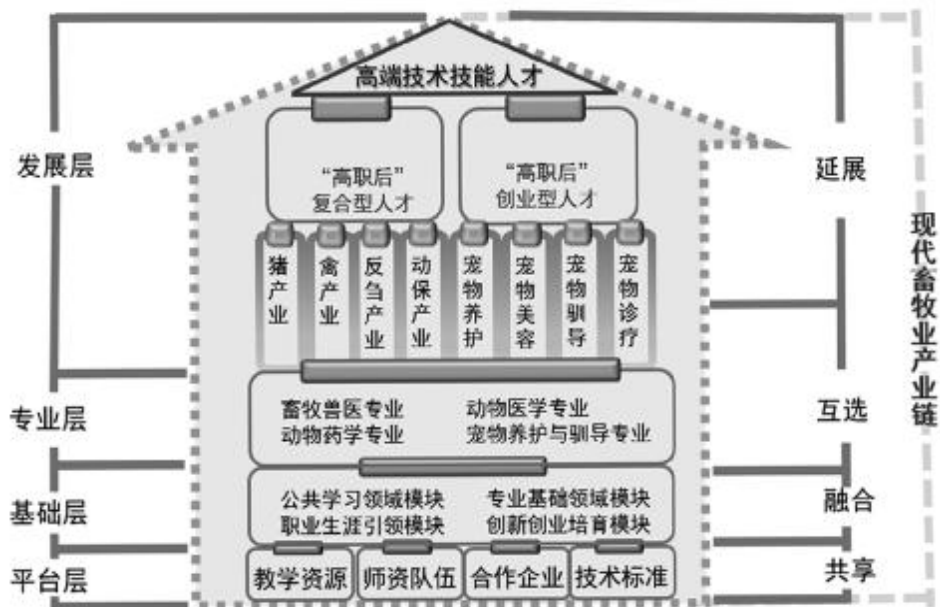 高端技术技能人才
发展层
延展
“高职后”
复合型人才
“高职后”
创业型人才
现代畜牧业产业链
猪产业
禽产业
反刍产业
动保产业
宠物养护
宠物美容
宠物驯导
宠物诊疗
专业层
畜牧兽医专业
动物医学专业
动物药学专业
宠物养护与驯导专业
互选
基础层
公共学习领域模块
专业基础领域模块
职业生涯引领模块
创新创业培育模块
融合
平台层
教学资源
师资队伍
合作企业
技术标准
共享